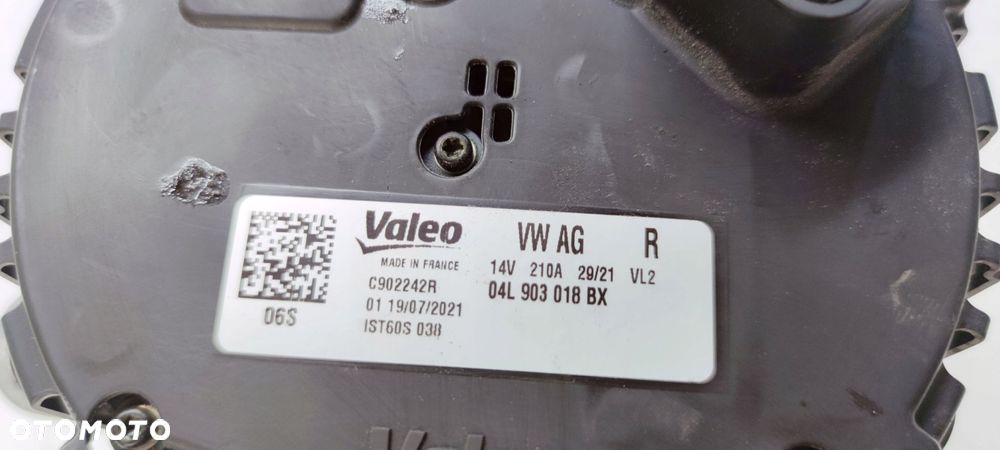 Valeo
MADE IN FRANCE
C902242R
01 19/07/2021
IST60S 038
06S
VW AG R
14V 210A 29/21 VL2
04L 903 018 BX
OTOMOTO